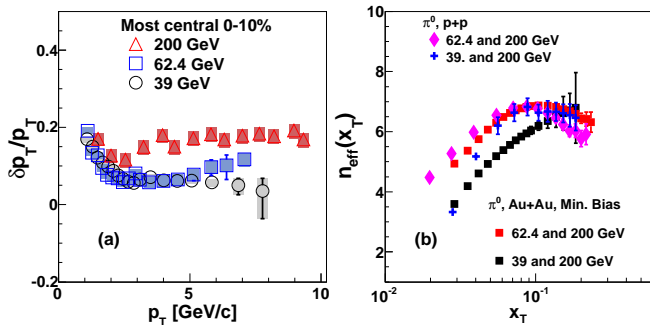 Most central 0-10%
200 GeV
62.4 GeV
39 GeV
0.4
0.2
0
-0.2
δp_T/p_T
(a)
0 5 10
p_T [GeV/c]
π⁰, p+p
62.4 and 200 GeV
39. and 200 GeV
10
8
6
4
2
0
n_eff(x_T)
(b)
π⁰, Au+Au, Min. Bias
62.4 and 200 GeV
39 and 200 GeV
10⁻² 10⁻¹
x_T